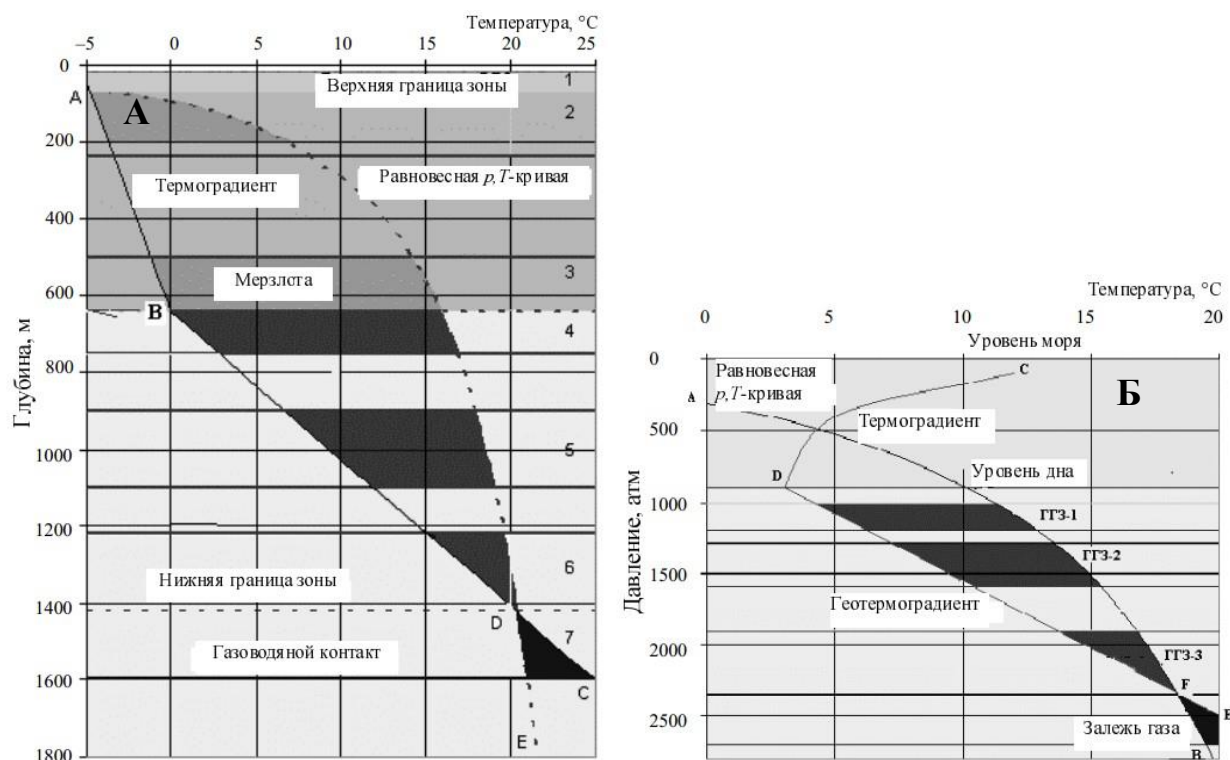 Температура, °C
–5 0 5 10 15 20 25
0
1
Верхняя граница зоны
A
А
2
200
Термоградиент
Равновесная p,T-кривая
400
Мерзлота
3
600
B
4
800
Глубина, м
1000
5
1200
6
Нижняя граница зоны
1400
D
7
Газоводяной контакт
1600
C
E
1800
Температура, °C
0 5 10 15 20
Уровень моря
0
Равновесная
p,T-кривая
C
Б
A
Термоградиент
500
Уровень дна
D
1000
ГГЗ-1
Давление, атм
ГГЗ-2
1500
Геотермоградиент
2000
ГГЗ-3
F
2500
E
Залежь газа
B